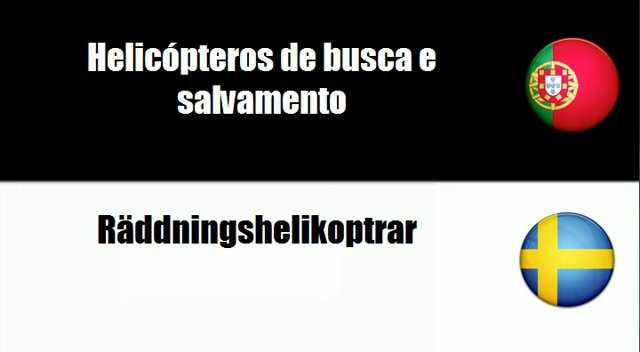 Helicópteros de busca e
salvamento
Räddningshelikoptrar